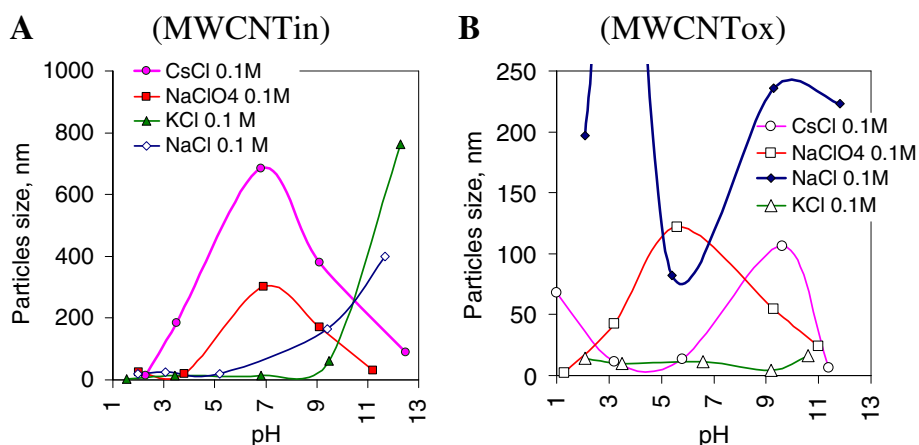 A (MWCNTin)
1000
800
600
400
200
0
Particles size, nm
1 3 5 7 9 11 13
pH
CsCl 0.1M
NaClO4 0.1M
KCl 0.1 M
NaCl 0.1 M
B (MWCNTox)
250
200
150
100
50
0
Particles size, nm
1 3 5 7 9 11 13
pH
CsCl 0.1M
NaClO4 0.1M
NaCl 0.1M
KCl 0.1M